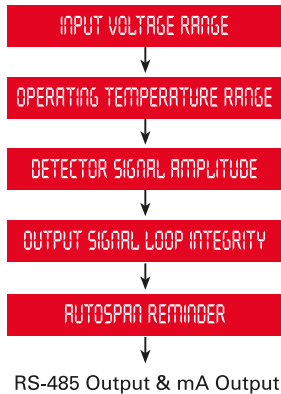 INPUT VOLTAGE RANGE
OPERATING TEMPERATURE RANGE
DETECTOR SIGNAL AMPLITUDE
OUTPUT SIGNAL LOOP INTEGRITY
AUTOSPAN REMINDER
RS-485 Output & mA Output